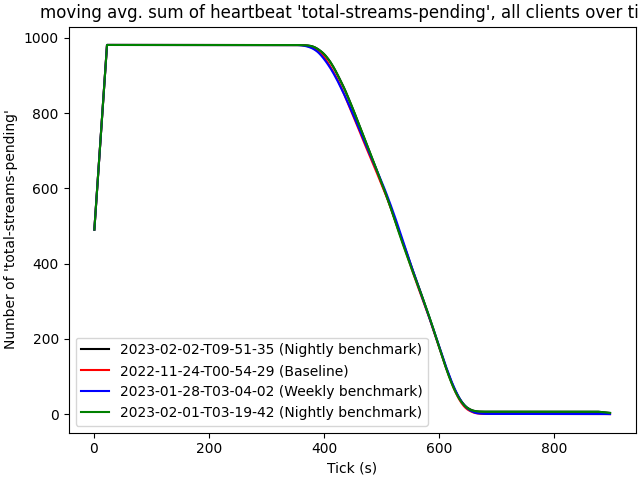 moving avg. sum of heartbeat 'total-streams-pending', all clients over ti
1000
800
600
400
200
0
Number of 'total-streams-pending'
2023-02-02-T09-51-35 (Nightly benchmark)
2022-11-24-T00-54-29 (Baseline)
2023-01-28-T03-04-02 (Weekly benchmark)
2023-02-01-T03-19-42 (Nightly benchmark)
0 200 400 600 800
Tick (s)